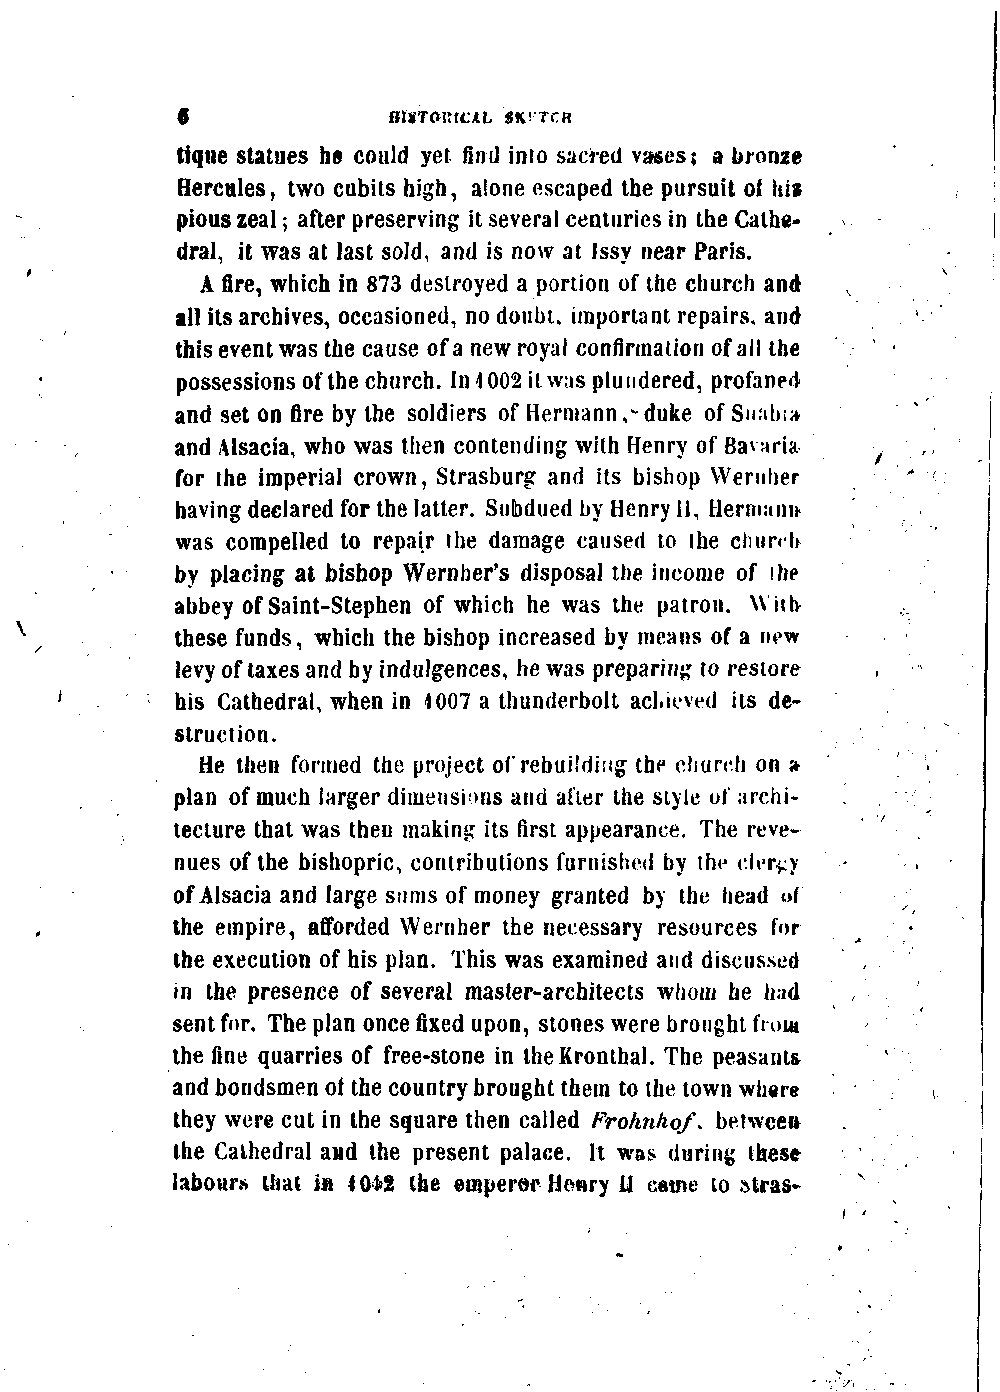 6 HISTORICAL SKETCH
tique statues he could yet find into sacred vases; a bronze
Hercules, two cubits high, alone escaped the pursuit of his
pious zeal; after preserving it several centuries in the Cathe-
dral, it was at last sold, and is now at Issy near Paris.
A fire, which in 873 destroyed a portion of the church and
all its archives, occasioned, no doubt, important repairs, and
this event was the cause of a new royal confirmation of all the
possessions of the church. In 1002 it was plundered, profaned
and set on fire by the soldiers of Hermann, duke of Suabia
and Alsacia, who was then contending with Henry of Bavaria
for the imperial crown, Strasburg and its bishop Wernher
having declared for the latter. Subdued by Henry II, Hermann
was compelled to repair the damage caused to the church
by placing at bishop Wernher's disposal the income of the
abbey of Saint-Stephen of which he was the patron. With
these funds, which the bishop increased by means of a new
levy of taxes and by indulgences, he was preparing to restore
his Cathedral, when in 1007 a thunderbolt achieved its de-
struction.
He then formed the project of rebuilding the church on a
plan of much larger dimensions and after the style of archi-
tecture that was then making its first appearance. The reve-
nues of the bishopric, contributions furnished by the clergy
of Alsacia and large sums of money granted by the head of
the empire, afforded Wernher the necessary resources for
the execution of his plan. This was examined and discussed
in the presence of several master-architects whom he had
sent for. The plan once fixed upon, stones were brought from
the fine quarries of free-stone in the Kronthal. The peasants
and bondsmen of the country brought them to the town where
they were cut in the square then called Frohnhof, between
the Cathedral and the present palace. It was during these
labours that in 1012 the emperor Henry II came to Stras-